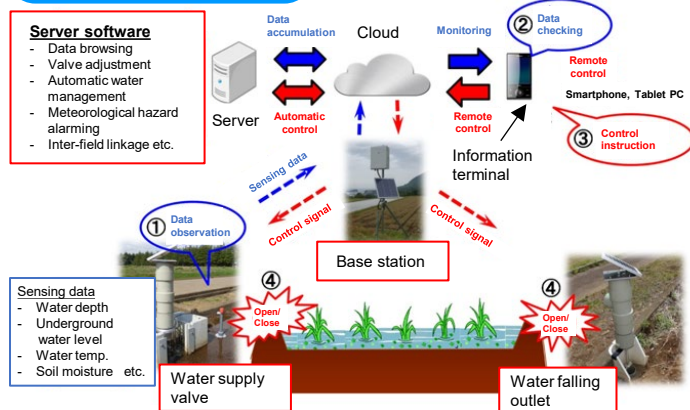 Server software
- Data browsing
- Valve adjustment
- Automatic water
management
- Meteorological hazard
alarming
- Inter-field linkage etc.
Data
accumulation
Cloud
Monitoring
② Data
checking
Server
Automatic
control
Remote
control
Remote
control
Smartphone, Tablet PC
③ Control
instruction
Information
terminal
Sensing data
Control signal
Control signal
① Data
observation
Base station
Sensing data
- Water depth
- Underground
water level
- Water temp.
- Soil moisture etc.
④
Open/
Close
④
Open/
Close
Water supply
valve
Water falling
outlet